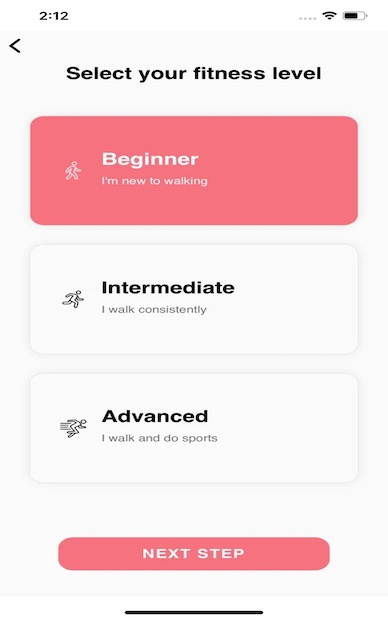 2:12
Select your fitness level
Beginner
I'm new to walking
Intermediate
I walk consistently
Advanced
I walk and do sports
NEXT STEP